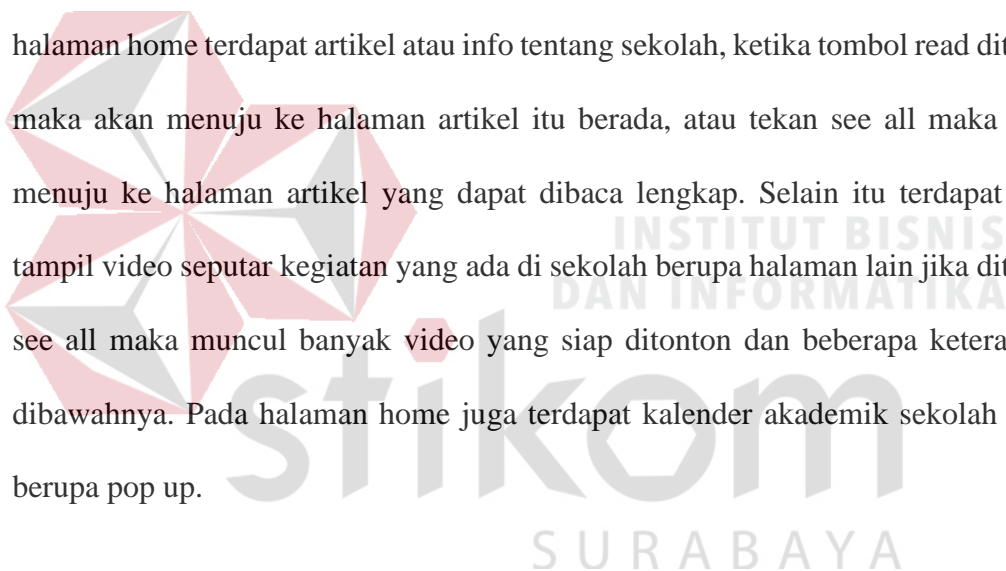 halaman home terdapat artikel atau info tentang sekolah, ketika tombol read
maka akan menuju ke halaman artikel itu berada, atau tekan see all maka
menuju ke halaman artikel yang dapat dibaca lengkap. Selain itu terdapat
INSTITUT BISNIS
tampil video seputar kegiatan yang ada di sekolah berupa halaman lain jika
DAN INFORMATIKA
see all maka muncul banyak video yang siap ditonton dan beberapa
stikom
dibawahnya. Pada halaman home juga terdapat kalender akademik sekolah
berupa pop up.
SURABAYA